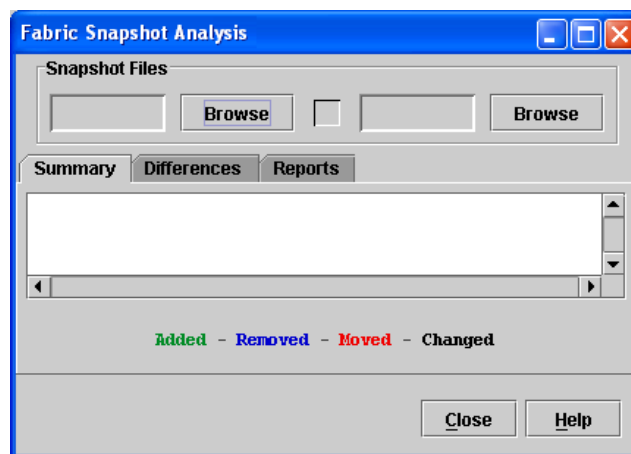 Fabric Snapshot Analysis
Snapshot Files
Browse Browse
Summary Differences Reports
Added - Removed - Moved - Changed
Close Help